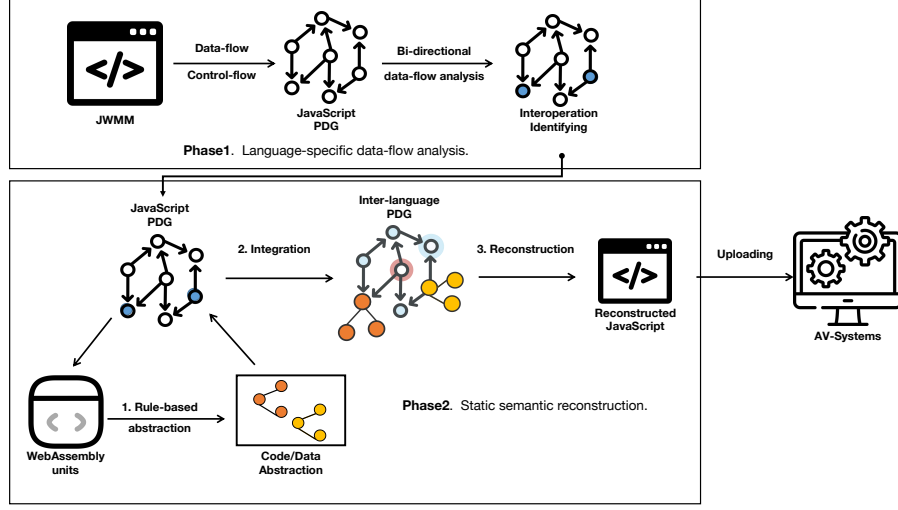 Data-flow
Control-flow
Bi-directional
data-flow analysis
JWMM
JavaScript
PDG
Interoperation
Identifying
Phase1. Language-specific data-flow analysis.
JavaScript
PDG
Inter-language
PDG
2. Integration
3. Reconstruction
Uploading
Reconstructed
JavaScript
AV-Systems
1. Rule-based
abstraction
Phase2. Static semantic reconstruction.
WebAssembly
units
Code/Data
Abstraction